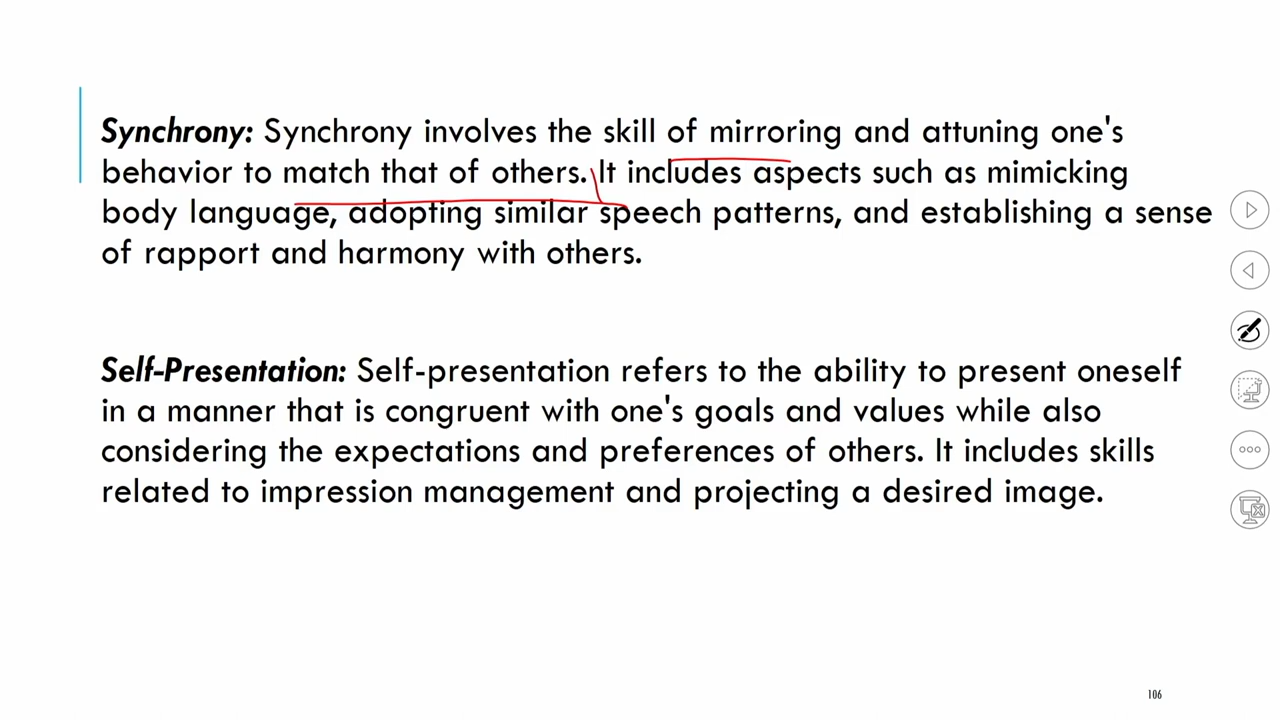 Synchrony: Synchrony involves the skill of mirroring and attuning one's
behavior to match that of others. It includes aspects such as mimicking
body language, adopting similar speech patterns, and establishing a sense
of rapport and harmony with others.
Self-Presentation: Self-presentation refers to the ability to present oneself
in a manner that is congruent with one's goals and values while also
considering the expectations and preferences of others. It includes skills
related to impression management and projecting a desired image.
106